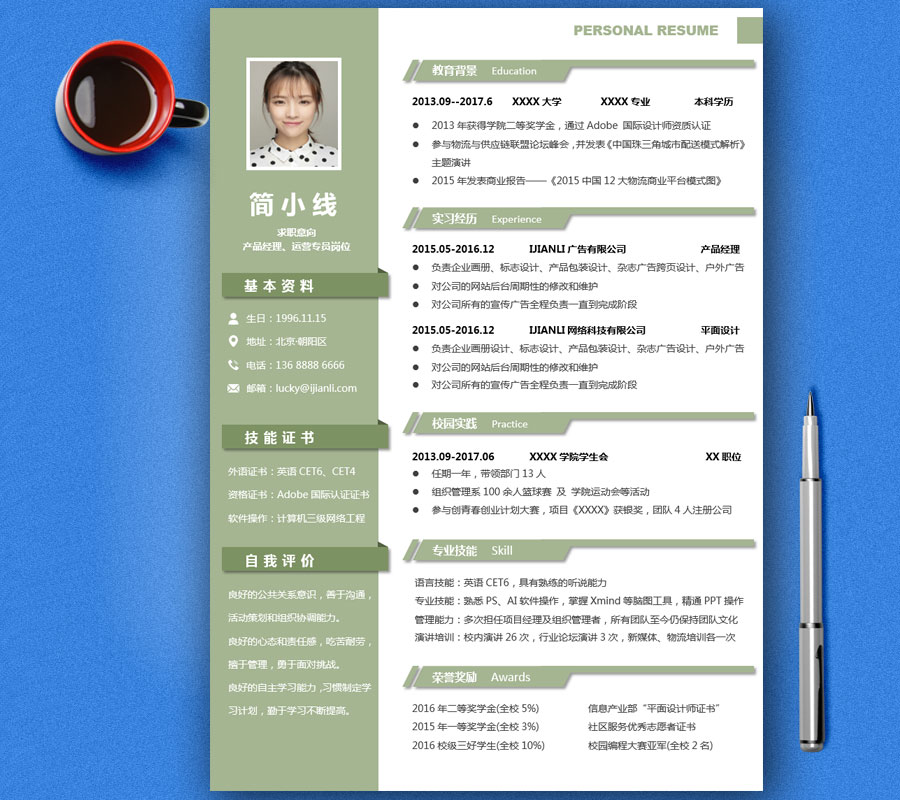 简小线
求职意向
产品经理、运营专员岗位
基本资料
生日：1996.11.15
地址：北京·朝阳区
电话：136 8888 6666
邮箱：lucky@ijianli.com
技能证书
外语证书：英语 CET6、CET4
资格证书：Adobe 国际认证证书
软件操作：计算机三级网络工程
自我评价
良好的公共关系意识，善于沟通，
活动策划和组织协调能力。
良好的心态和责任感，吃苦耐劳，
擅于管理，勇于面对挑战。
良好的自主学习能力，习惯制定学
习计划，勤于学习不断提高。
PERSONAL RESUME
教育背景 Education
2013.09--2017.6 XXXX 大学 XXXX 专业 本科学历
● 2013 年获得学院二等奖学金，通过 Adobe 国际设计师资质认证
● 参与物流与供应链联盟论坛峰会，并发表《中国珠三角城市配送模式解析》
主题演讲
● 2015 年发表商业报告——《2015 中国 12 大物流商业平台模式图》
实习经历 Experience
2015.05-2016.12 IJIANLI 广告有限公司 产品经理
● 负责企业画册、标志设计、产品包装设计、杂志广告跨页设计、户外广告
● 对公司的网站后台周期性的修改和维护
● 对公司所有的宣传广告全程负责一直到完成阶段
2015.05-2016.12 IJIANLI 网络科技有限公司 平面设计
● 负责企业画册设计、标志设计、产品包装设计、杂志广告设计、户外广告
● 对公司的网站后台周期性的修改和维护
● 对公司所有的宣传广告全程负责一直到完成阶段
校园实践 Practice
2013.09-2017.06 XXXX 学院学生会 XX 职位
● 任期一年，带领部门 13 人
● 组织管理系 100 余人篮球赛 及 学院运动会等活动
● 参与创青春创业计划大赛，项目《XXXX》获银奖，团队 4 人注册公司
专业技能 Skill
语言技能：英语 CET6，具有熟练的听说能力
专业技能：熟悉 PS、AI 软件操作，掌握 Xmind 等脑图工具，精通 PPT 操作
管理能力：多次担任项目经理及组织管理者，所有团队至今仍保持团队文化
演讲培训：校内演讲 26 次，行业论坛演讲 3 次，新媒体、物流培训各一次
荣誉奖励 Awards
2016 年二等奖学金(全校 5%) 信息产业部“平面设计师证书”
2015 年一等奖学金(全校 3%) 社区服务优秀志愿者证书
2016 校级三好学生(全校 10%) 校园编程大赛亚军(全校 2 名)